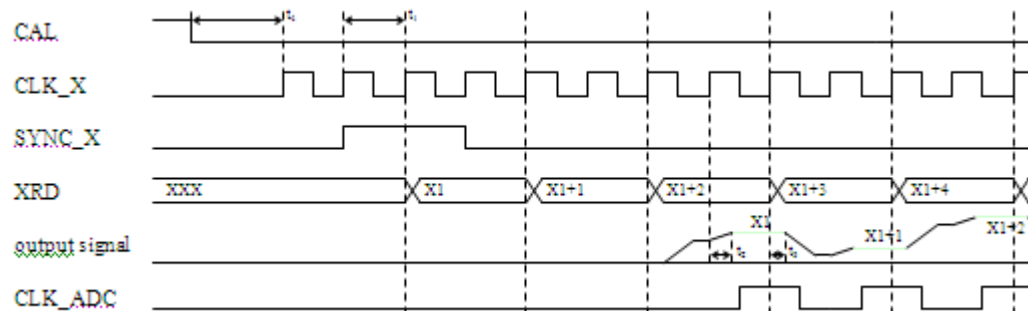 CAL
CLK_X
SYNC_X
XRD
XXX
X1
X1+1
X1+2
X1+3
X1+4
output signal
X1
X1+1
X1+2
CLK_ADC